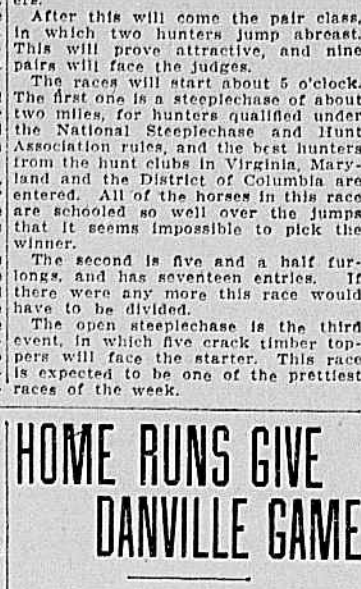 ers.
After this will come the pair class,
in which two hunters jump abreast.
This will prove attractive, and nine
pairs will face the judges.
The races will start about 5 o'clock.
The first one is a steeplechase of about
two miles, for hunters qualified under
the National Steeplechase and Hunt
Association rules, and the best hunters
from the hunt clubs in Virginia, Mary-
land and the District of Columbia are
entered. All of the horses in this race
are schooled so well over the jumps
that it seems impossible to pick the
winner.
The second is five and a half fur-
longs, and has seventeen entries. If
there were any more this race would
have to be divided.
The open steeplechase is the third
event, in which five crack timber top-
pers will face the starter. This race
is expected to be one of the prettiest
races of the week.
HOME RUNS GIVE
DANVILLE GAME